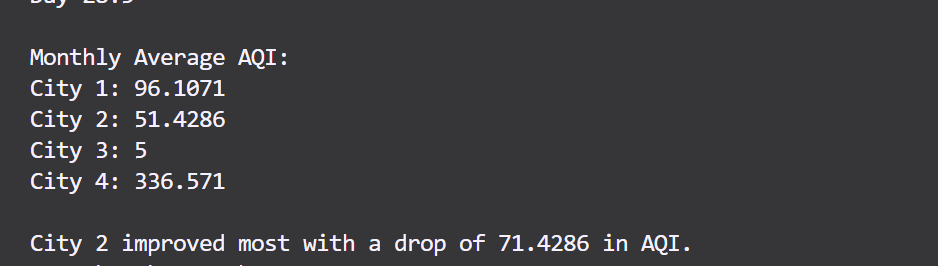 Monthly Average AQI:
City 1: 96.1071
City 2: 51.4286
City 3: 5
City 4: 336.571
City 2 improved most with a drop of 71.4286 in AQI.